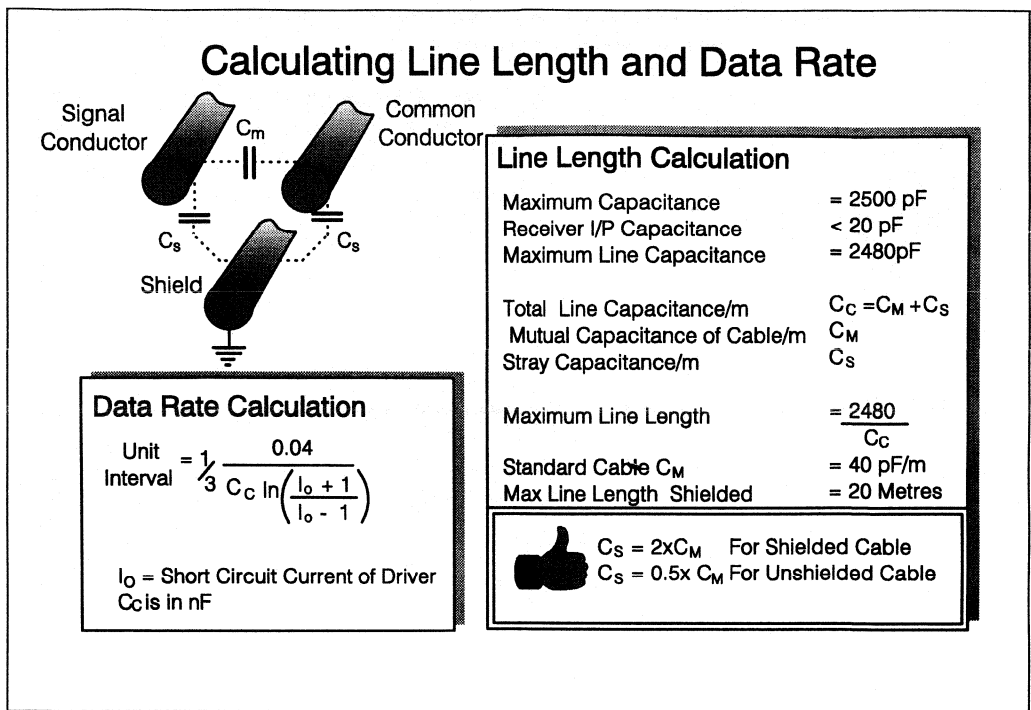 Calculating Line Length and Data Rate
Signal
Conductor
Cm
Common
Conductor
Cs
Cs
Shield
Data Rate Calculation
Unit
Interval = 1/3 0.04 / CC ln(Io + 1 / Io - 1)
IO = Short Circuit Current of Driver
CC is in nF
Line Length Calculation
Maximum Capacitance = 2500 pF
Receiver I/P Capacitance < 20 pF
Maximum Line Capacitance = 2480pF
Total Line Capacitance/m CC =CM +CS
Mutual Capacitance of Cable/m CM
Stray Capacitance/m CS
Maximum Line Length = 2480 / CC
Standard Cable CM = 40 pF/m
Max Line Length Shielded = 20 Metres
CS = 2xCM For Shielded Cable
CS = 0.5x CM For Unshielded Cable